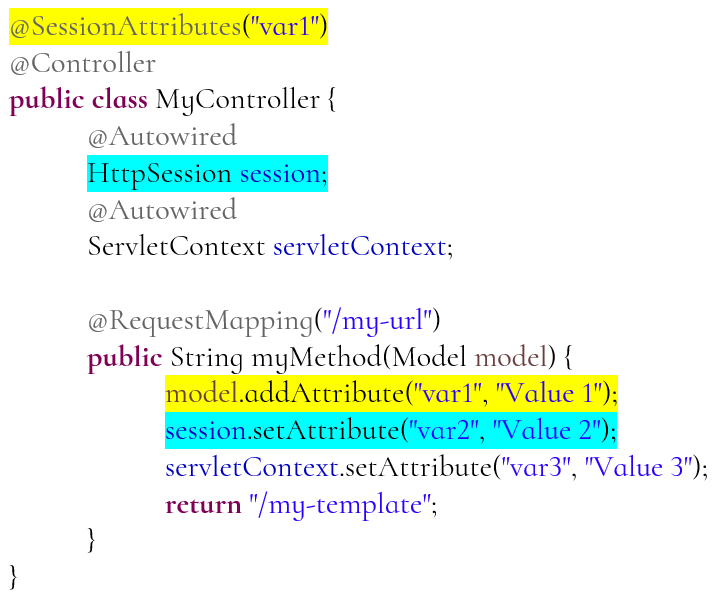 @SessionAttributes("var1")
@Controller
public class MyController {
@Autowired
HttpSession session;
@Autowired
ServletContext servletContext;
@RequestMapping("/my-url")
public String myMethod(Model model) {
model.addAttribute("var1", "Value 1");
session.setAttribute("var2", "Value 2");
servletContext.setAttribute("var3", "Value 3");
return "/my-template";
}
}